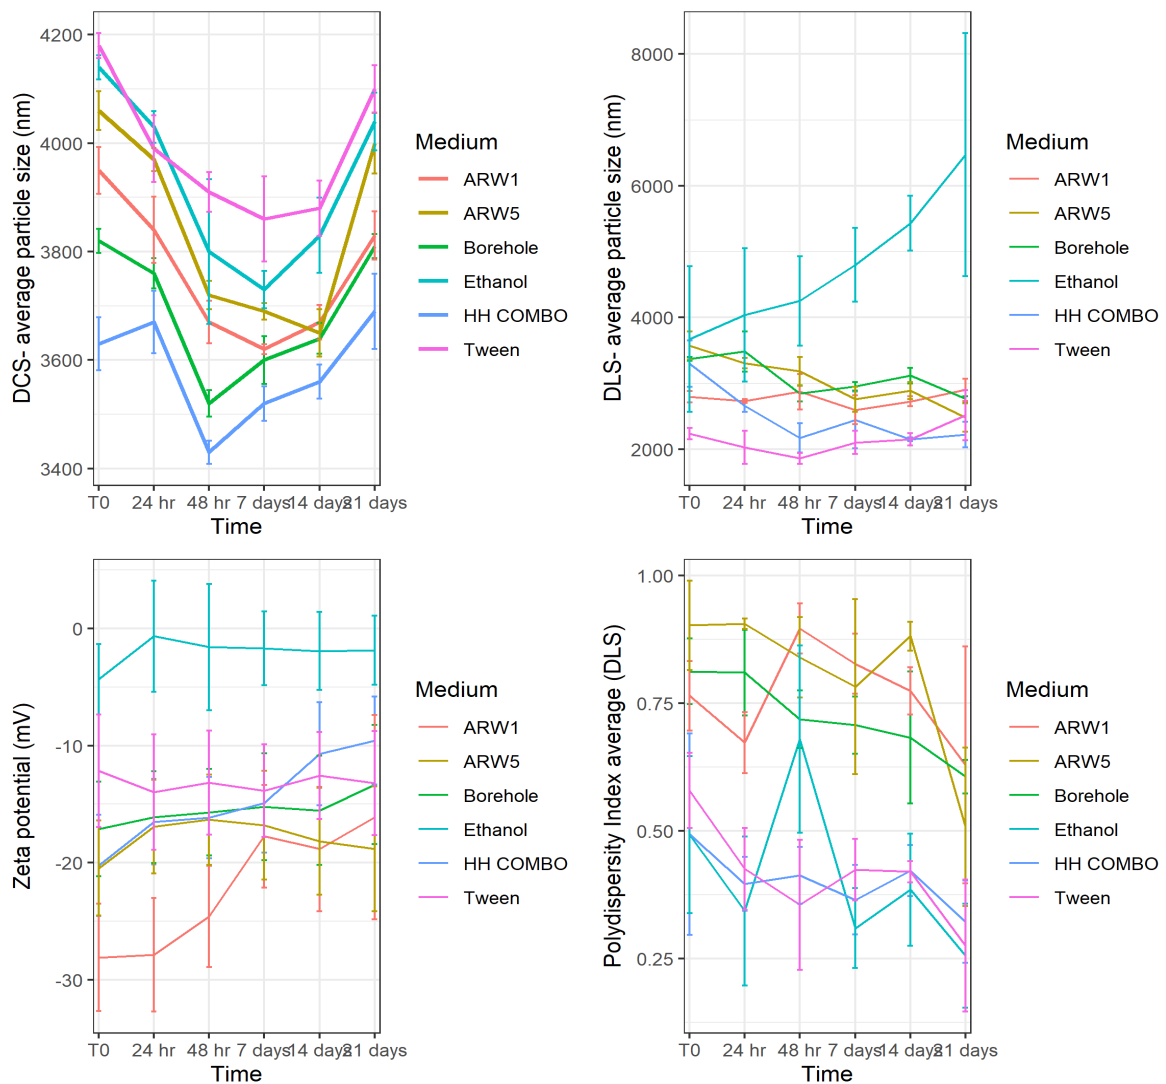 DCS- average particle size (nm)
4200
4000
3800
3600
3400
T0 24 hr 48 hr 7 days 14 days 21 days
Time
Medium
ARW1
ARW5
Borehole
Ethanol
HH COMBO
Tween
DLS- average particle size (nm)
8000
6000
4000
2000
T0 24 hr 48 hr 7 days 14 days 21 days
Time
Medium
ARW1
ARW5
Borehole
Ethanol
HH COMBO
Tween
Zeta potential (mV)
0
-10
-20
-30
T0 24 hr 48 hr 7 days 14 days 21 days
Time
Medium
ARW1
ARW5
Borehole
Ethanol
HH COMBO
Tween
Polydispersity Index average (DLS)
1.00
0.75
0.50
0.25
T0 24 hr 48 hr 7 days 14 days 21 days
Time
Medium
ARW1
ARW5
Borehole
Ethanol
HH COMBO
Tween